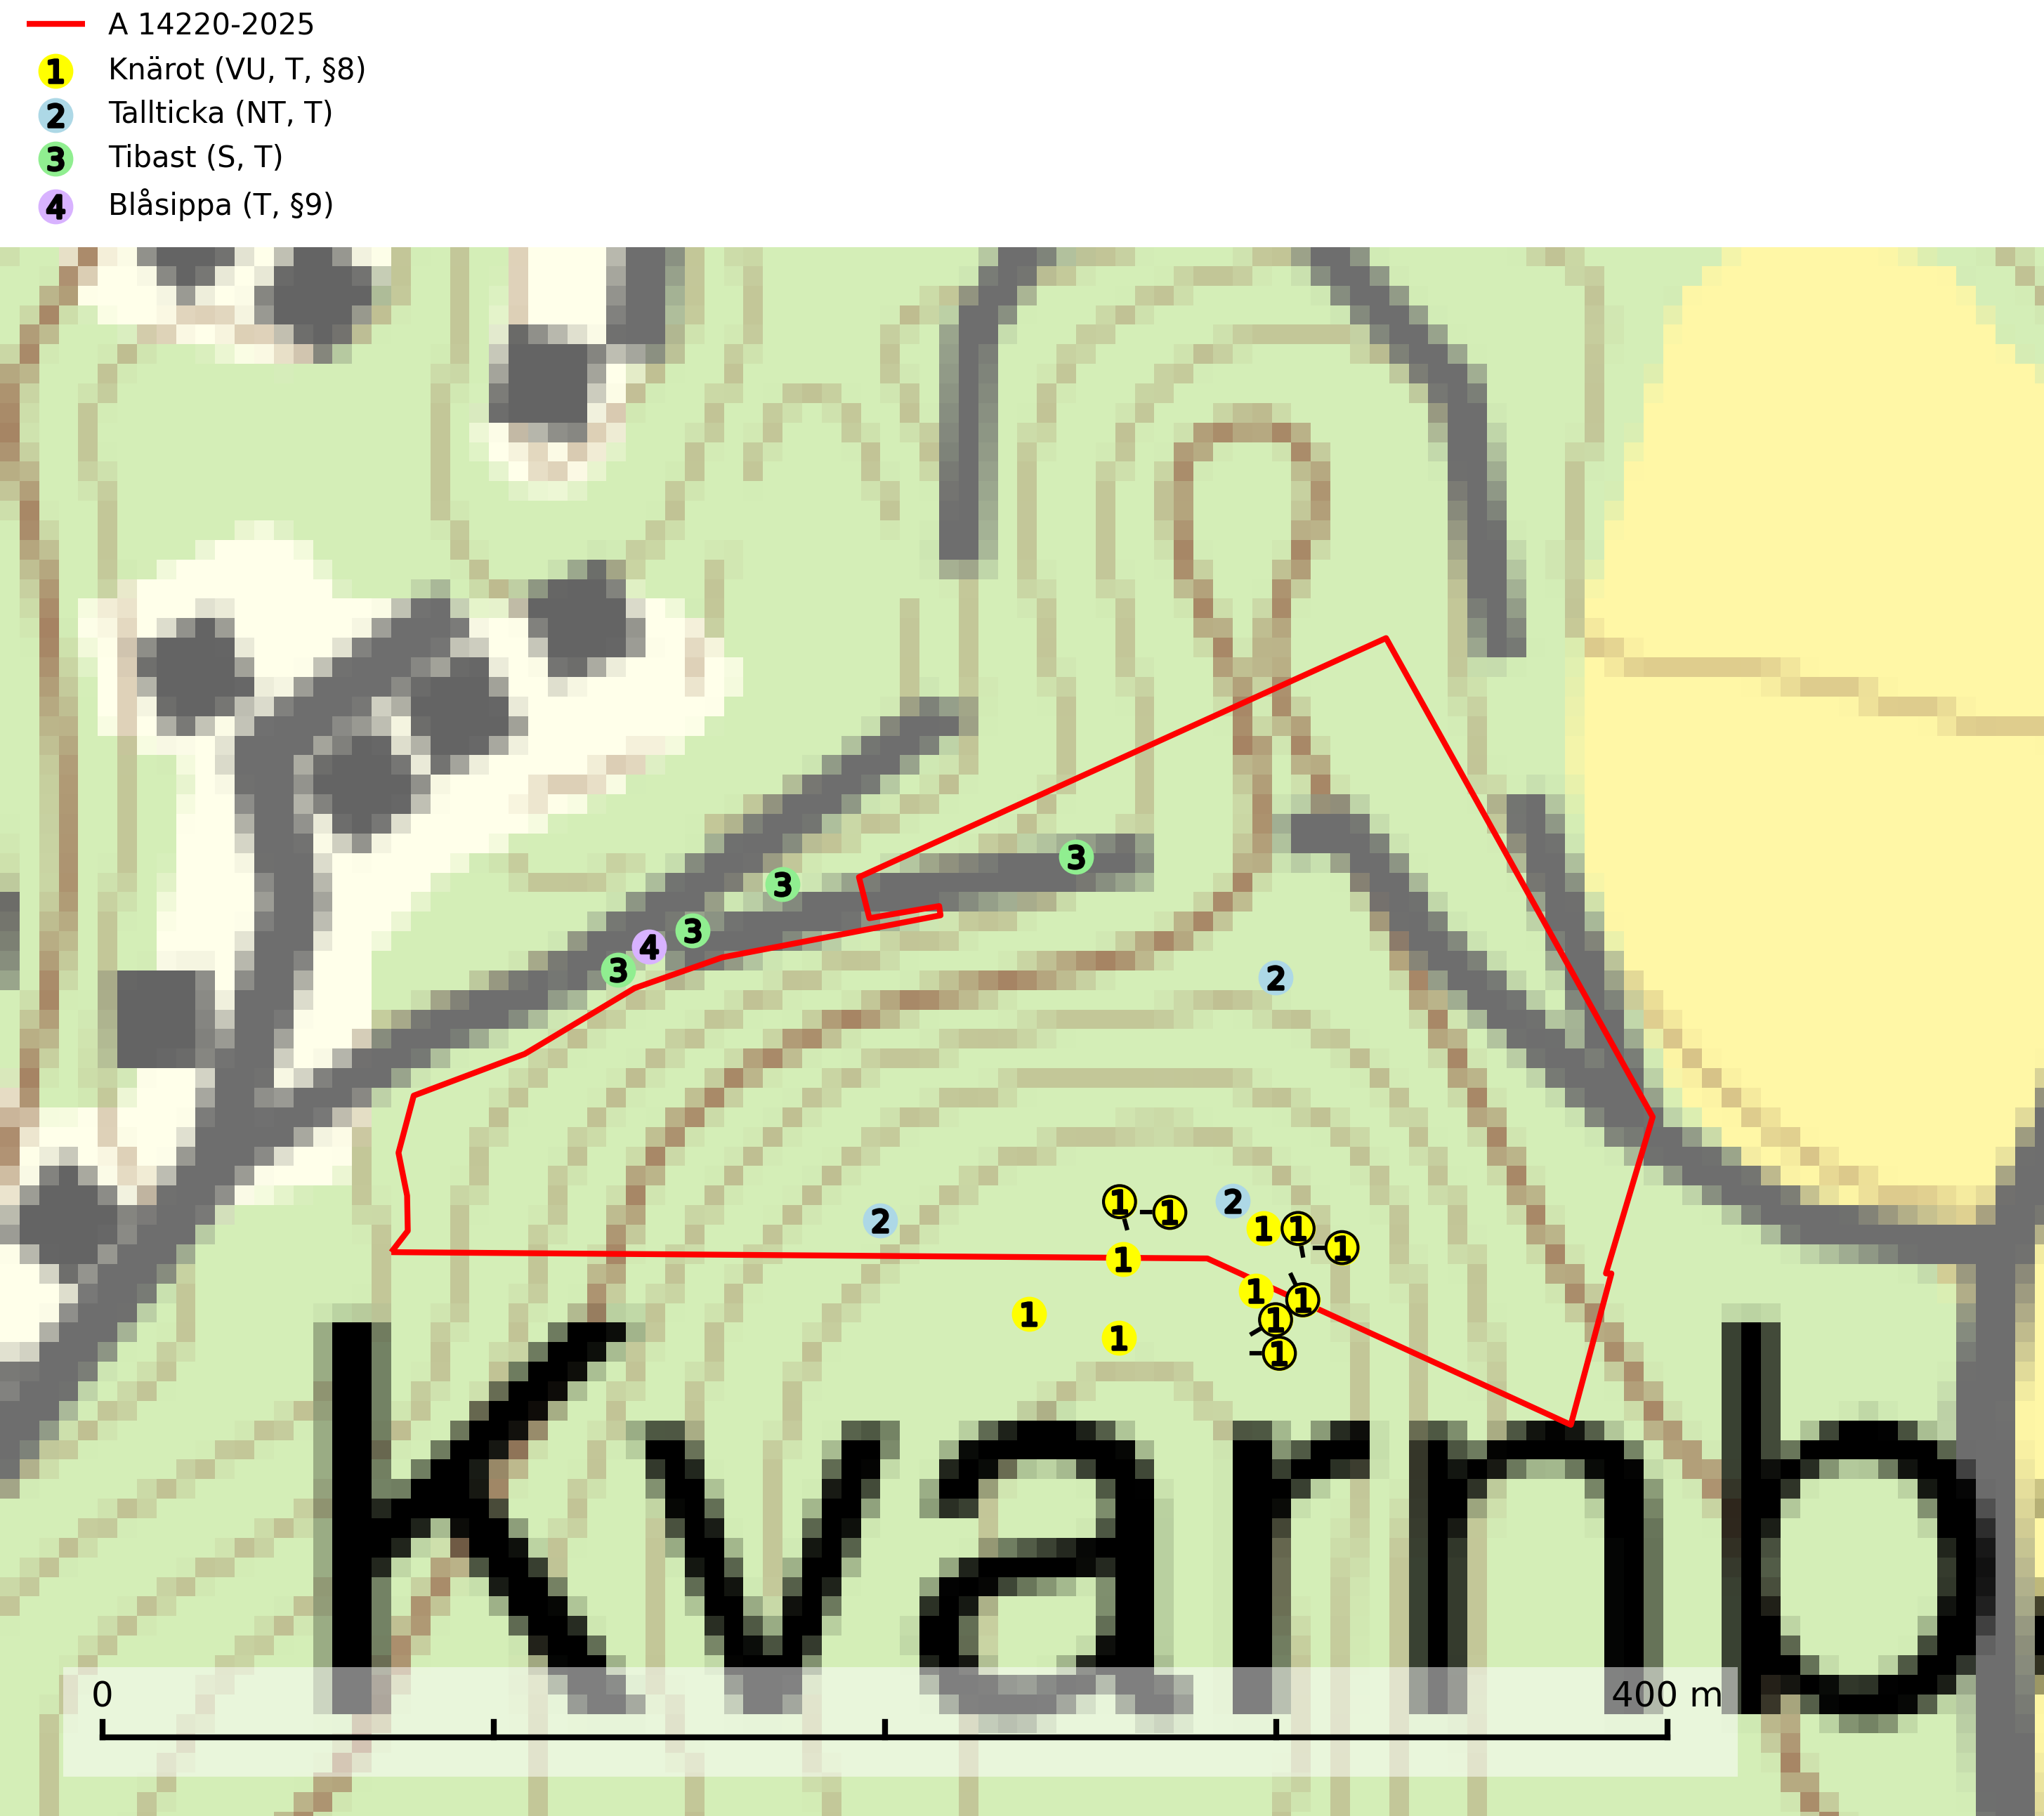 A 14220-2025
1 Knärot (VU, T, §8)
2 Tallticka (NT, T)
3 Tibast (S, T)
4 Blåsippa (T, §9)
3
3
3
4
3
2
1
1
2
2
1
1
1
1
1
1
1
1
1
1
Kvarnb
0 400 m